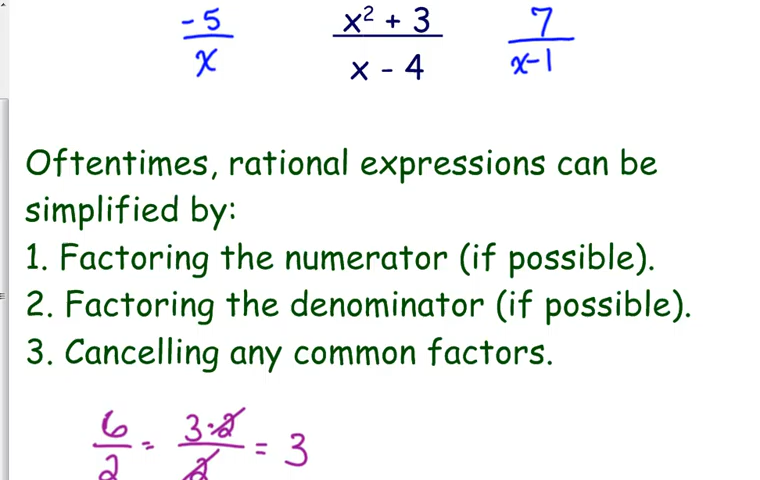 -5/x   x² + 3/x - 4   7/x-1
Oftentimes, rational expressions can be
simplified by:
1. Factoring the numerator (if possible).
2. Factoring the denominator (if possible).
3. Cancelling any common factors.
6/2 = 3·2/2 = 3